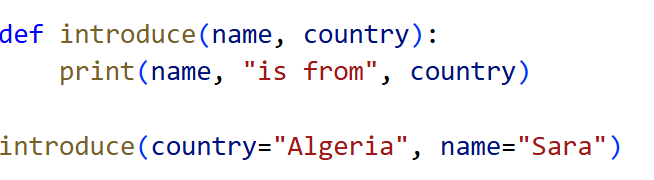 def introduce(name, country):
    print(name, "is from", country)
introduce(country="Algeria", name="Sara")